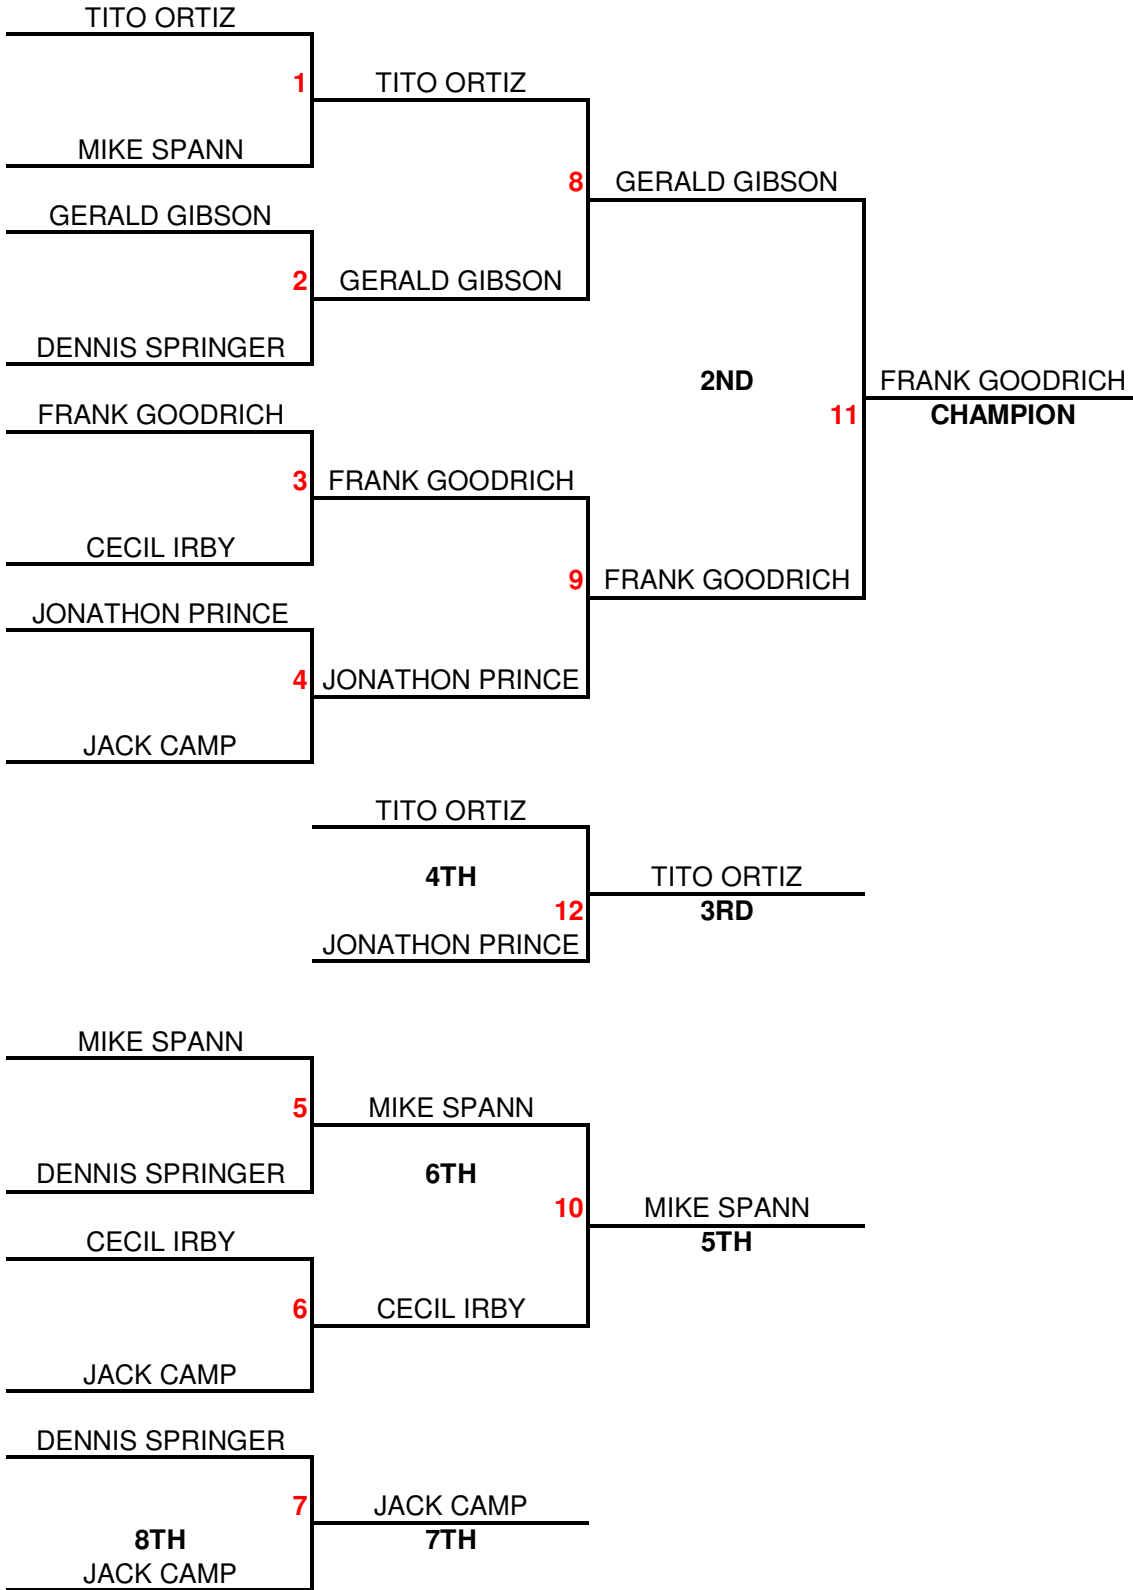 TITO ORTIZ
1 TITO ORTIZ
MIKE SPANN
8 GERALD GIBSON
GERALD GIBSON
2 GERALD GIBSON
DENNIS SPRINGER
2ND FRANK GOODRICH
FRANK GOODRICH
11 CHAMPION
3 FRANK GOODRICH
CECIL IRBY
9 FRANK GOODRICH
JONATHON PRINCE
4 JONATHON PRINCE
JACK CAMP
TITO ORTIZ
4TH TITO ORTIZ
12 3RD
JONATHON PRINCE
MIKE SPANN
5 MIKE SPANN
DENNIS SPRINGER 6TH
10 MIKE SPANN
CECIL IRBY 5TH
6 CECIL IRBY
JACK CAMP
DENNIS SPRINGER
7 JACK CAMP
8TH 7TH
JACK CAMP